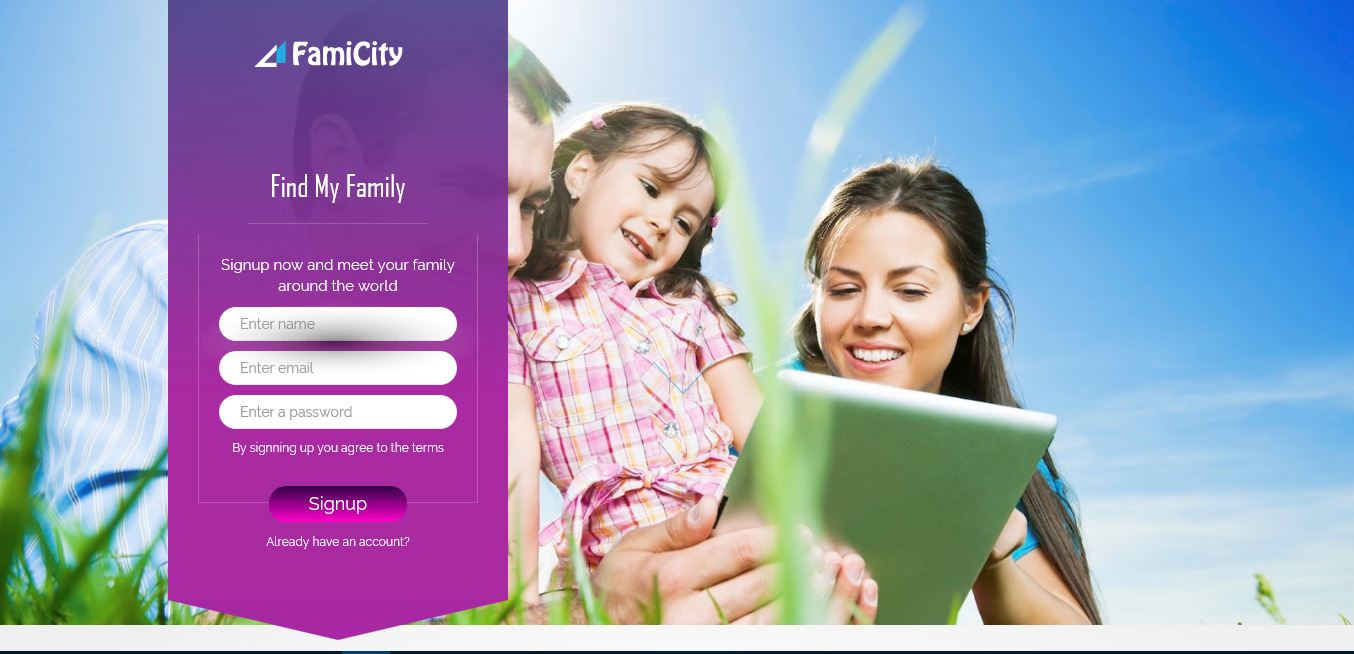 FamiCity
Find My Family
Signup now and meet your family
around the world
Enter name
Enter email
Enter a password
By signning up you agree to the terms
Signup
Already have an account?